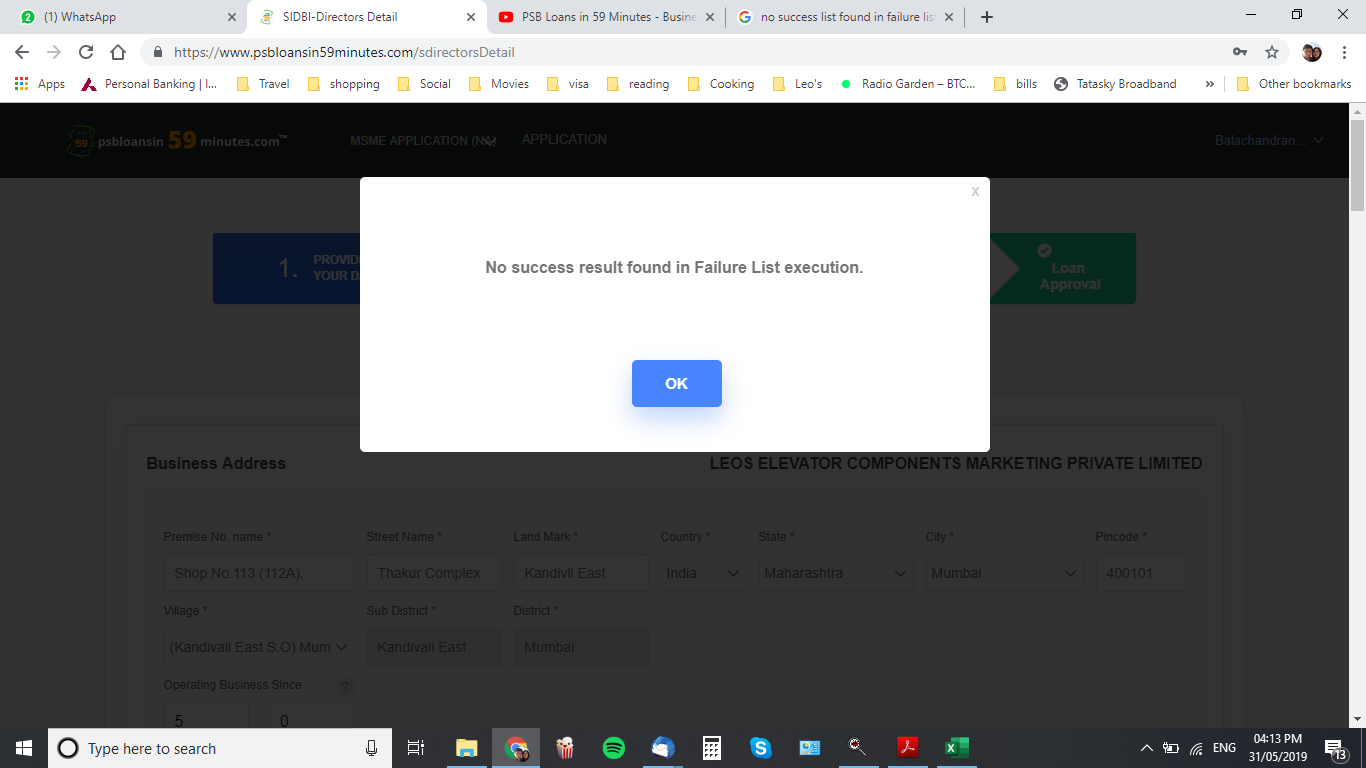 (1) WhatsApp
SIDBI-Directors Detail
PSB Loans in 59 Minutes - Busine
no success list found in failure lis
https://www.psbloansin59minutes.com/sdirectorsDetail
Apps
Personal Banking | I...
Travel
shopping
Social
Movies
visa
reading
Cooking
Leo's
Radio Garden – BTC...
bills
Tatasky Broadband
»
Other bookmarks
psbloansin 59 minutes.com™
MSME APPLICATION
APPLICATION
Balachandran...
X
No success result found in Failure List execution.
OK
1.
PROVID
YOUR D
Loan
Approval
Business Address
LEOS ELEVATOR COMPONENTS MARKETING PRIVATE LIMITED
Premise No. name * Street Name * Land Mark * Country * State * City * Pincode *
Shop No.113 (112A), Thakur Complex Kandivli East India Maharashtra Mumbai 400101
Village * Sub District * District *
(Kandivali East S.O) Mum Kandivali East Mumbai
Operating Business Since ?
5 0
Type here to search
ENG
04:13 PM
31/05/2019
13